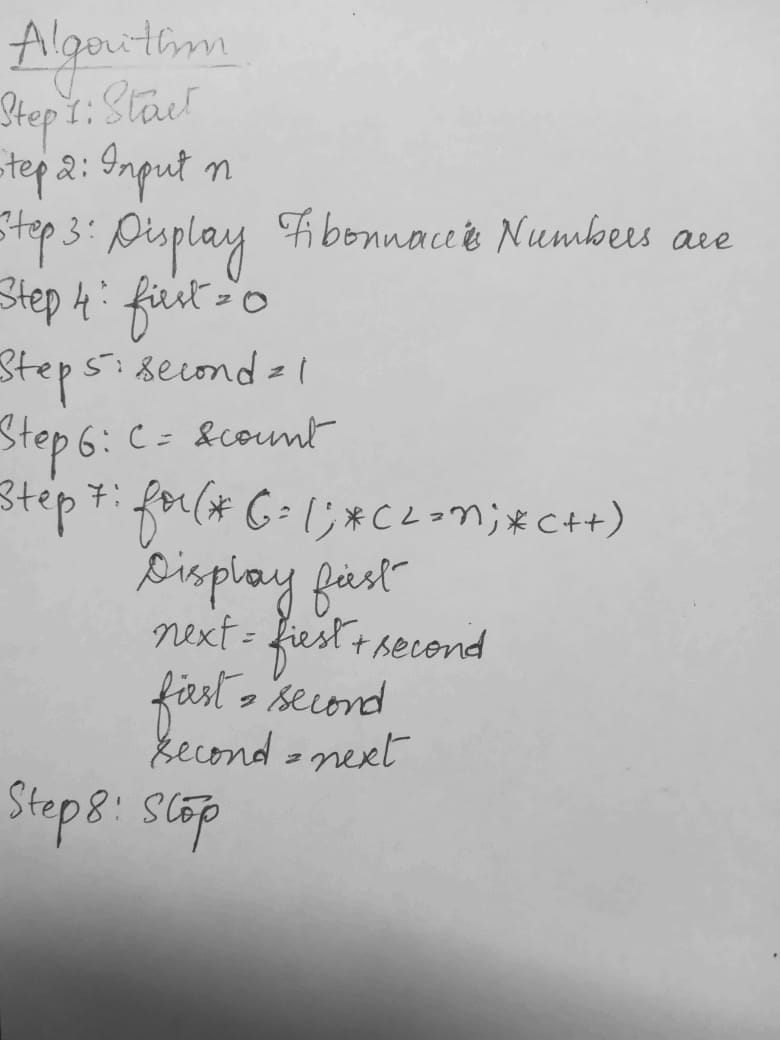 Algorithm
Step 1: Start
Step 2: Input n
Step 3: Display Fibonnacci Numbers are
Step 4: first = 0
Step 5: second = 1
Step 6: C = &count
Step 7: for(* C = 1; *C <= n; *C++)
Display first
next = first + second
first = second
second = next
Step 8: Stop